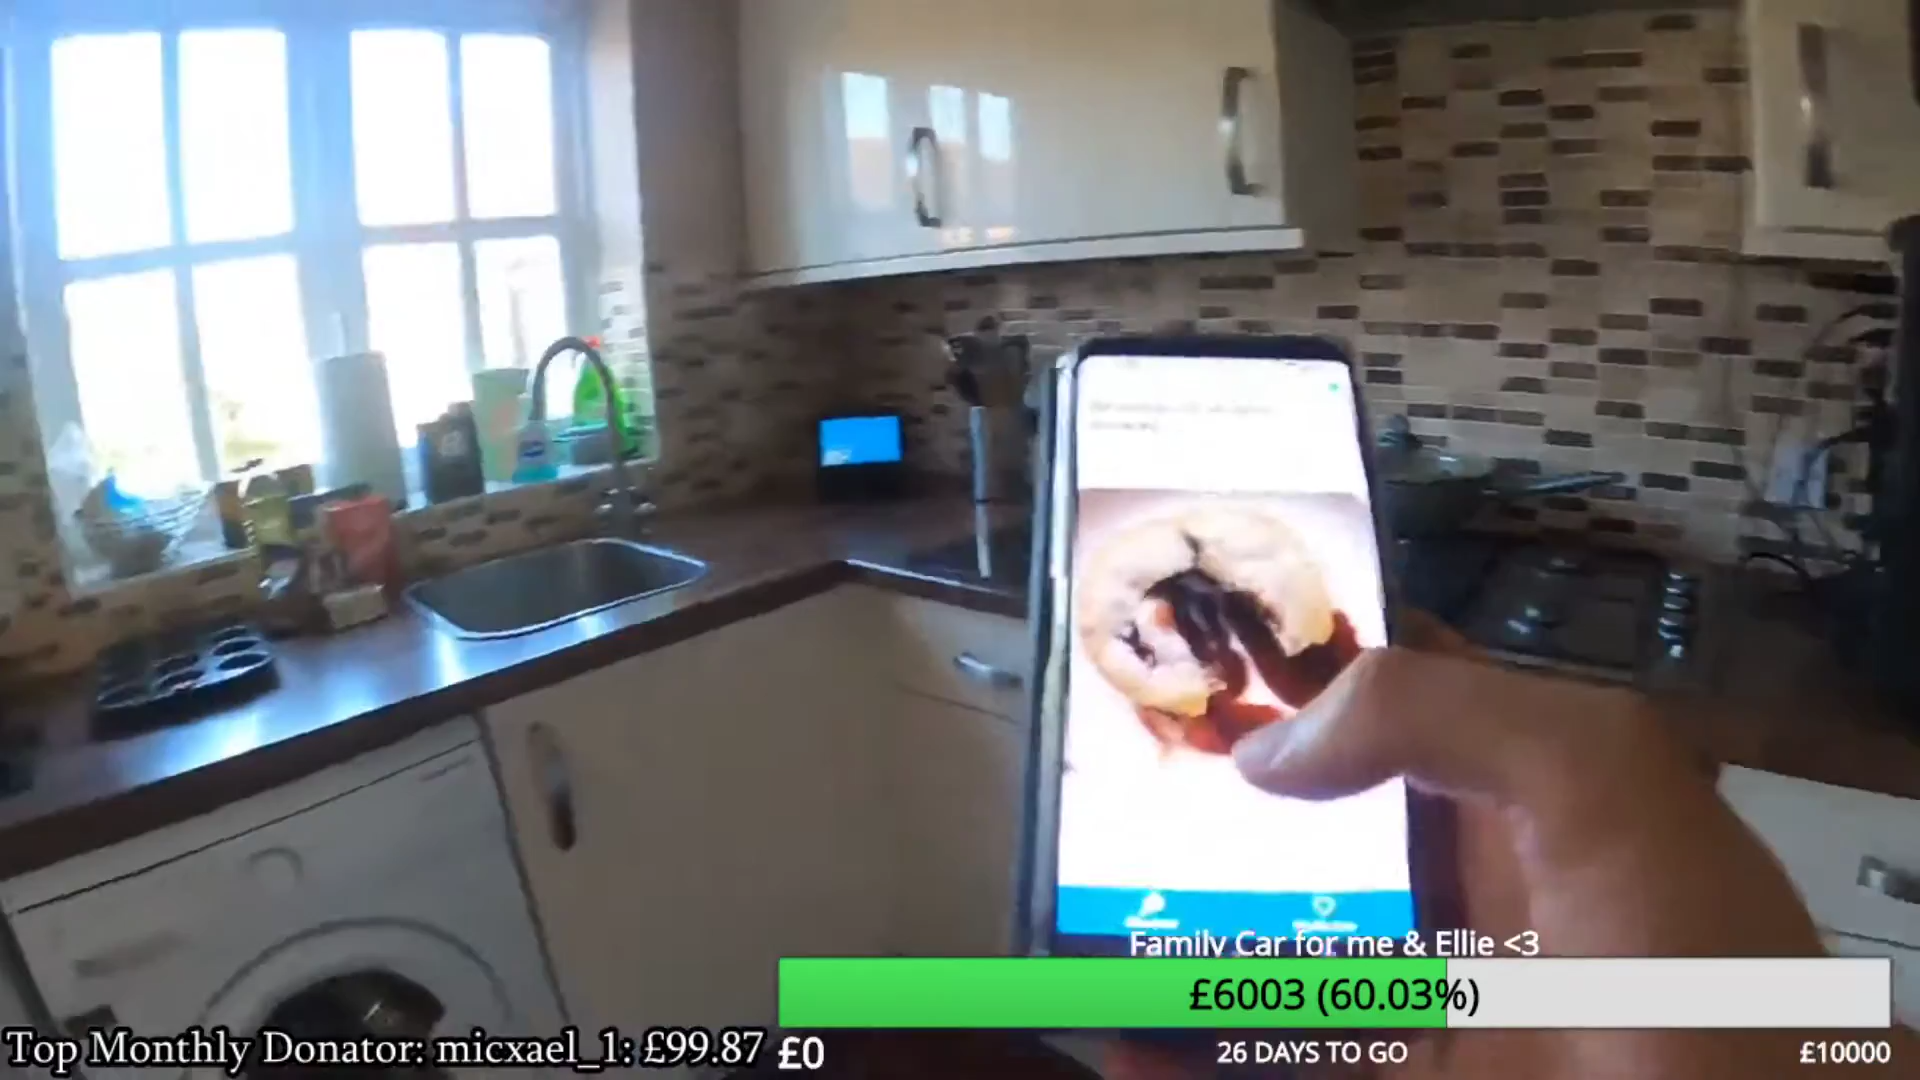 Family Car for me & Ellie <3
£6003 (60.03%)
Top Monthly Donator: micxael_1: £99.87
£0
26 DAYS TO GO
£10000